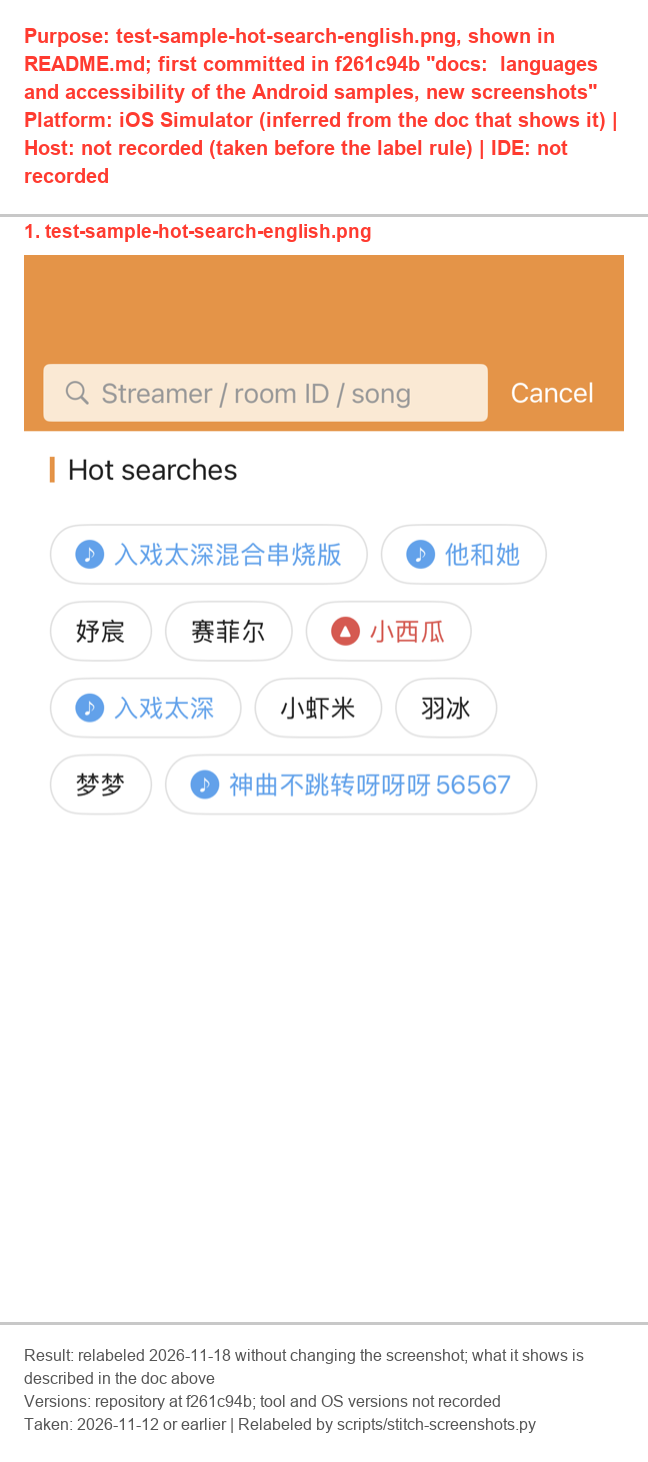 Purpose: test-sample-hot-search-english.png, shown in
README.md; first committed in f261c94b "docs:  languages
and accessibility of the Android samples, new screenshots"
Platform: iOS Simulator (inferred from the doc that shows it) |
Host: not recorded (taken before the label rule) | IDE: not
recorded
1. test-sample-hot-search-english.png
Streamer / room ID / song
Cancel
Hot searches
入戏太深混合串烧版
他和她
妤宸
赛菲尔
小西瓜
入戏太深
小虾米
羽冰
梦梦
神曲不跳转呀呀呀56567
Result: relabeled 2026-11-18 without changing the screenshot; what it shows is
described in the doc above
Versions: repository at f261c94b; tool and OS versions not recorded
Taken: 2026-11-12 or earlier | Relabeled by scripts/stitch-screenshots.py